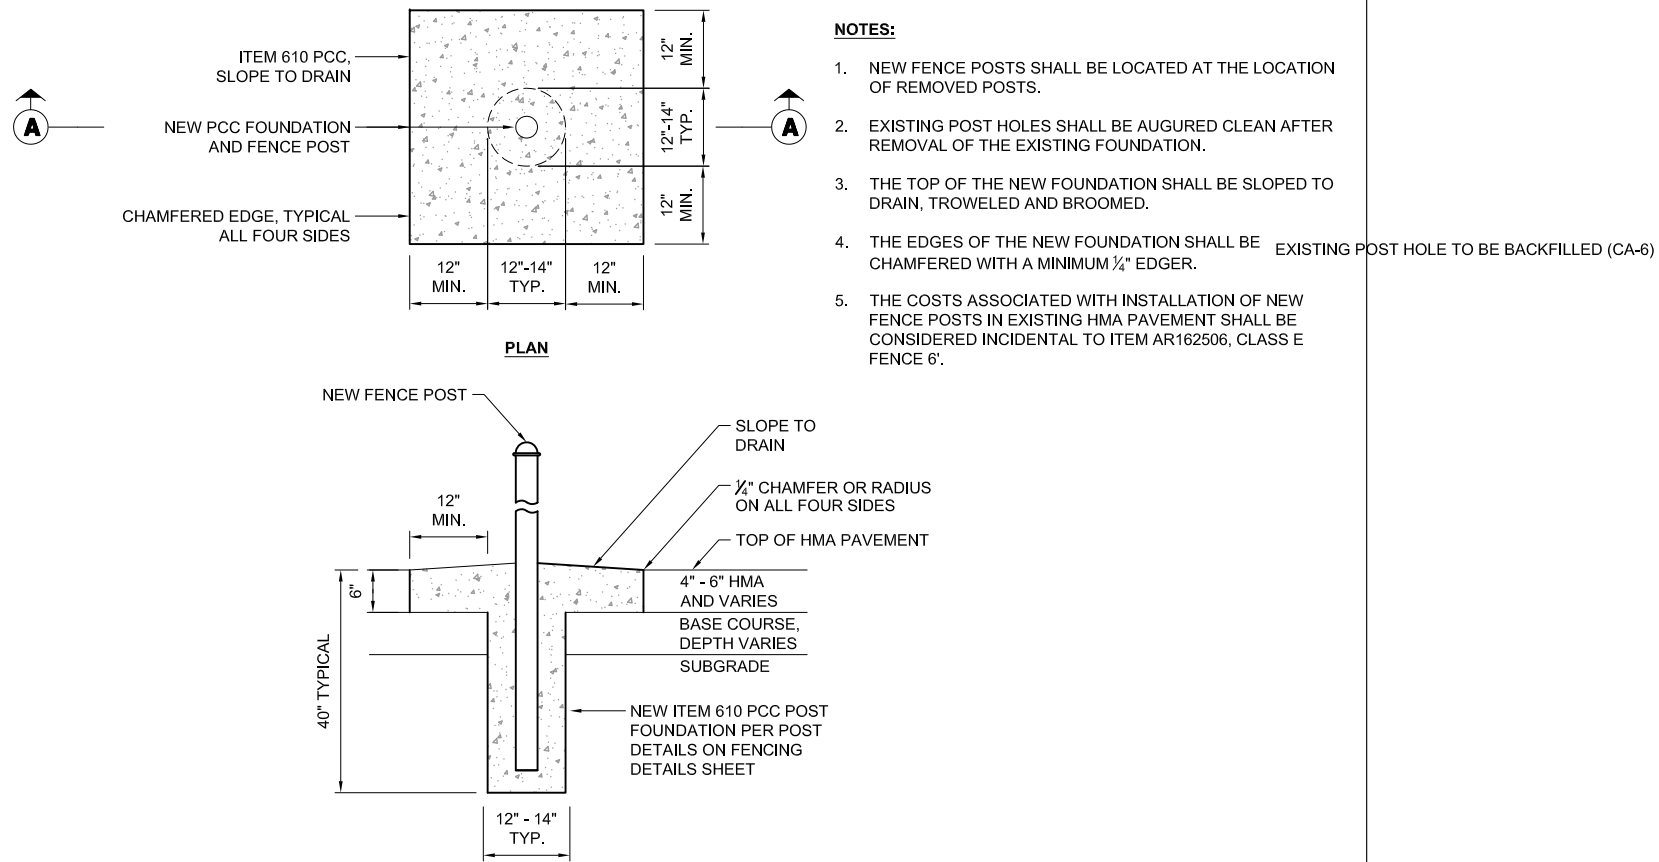 ITEM 610 PCC,
SLOPE TO DRAIN
NEW PCC FOUNDATION
AND FENCE POST
CHAMFERED EDGE, TYPICAL
ALL FOUR SIDES
A
A
12"
MIN.
12"-14"
TYP.
12"
MIN.
12"
MIN.
12"-14"
TYP.
12"
MIN.
PLAN
NOTES:
1. NEW FENCE POSTS SHALL BE LOCATED AT THE LOCATION
OF REMOVED POSTS.
2. EXISTING POST HOLES SHALL BE AUGURED CLEAN AFTER
REMOVAL OF THE EXISTING FOUNDATION.
3. THE TOP OF THE NEW FOUNDATION SHALL BE SLOPED TO
DRAIN, TROWELED AND BROOMED.
4. THE EDGES OF THE NEW FOUNDATION SHALL BE
CHAMFERED WITH A MINIMUM ¼" EDGER.
5. THE COSTS ASSOCIATED WITH INSTALLATION OF NEW
FENCE POSTS IN EXISTING HMA PAVEMENT SHALL BE
CONSIDERED INCIDENTAL TO ITEM AR162506, CLASS E
FENCE 6'.
EXISTING POST HOLE TO BE BACKFILLED (CA-6)
NEW FENCE POST
SLOPE TO
DRAIN
¼" CHAMFER OR RADIUS
ON ALL FOUR SIDES
TOP OF HMA PAVEMENT
12"
MIN.
6"
40" TYPICAL
4" - 6" HMA
AND VARIES
BASE COURSE,
DEPTH VARIES
SUBGRADE
NEW ITEM 610 PCC POST
FOUNDATION PER POST
DETAILS ON FENCING
DETAILS SHEET
12" - 14"
TYP.